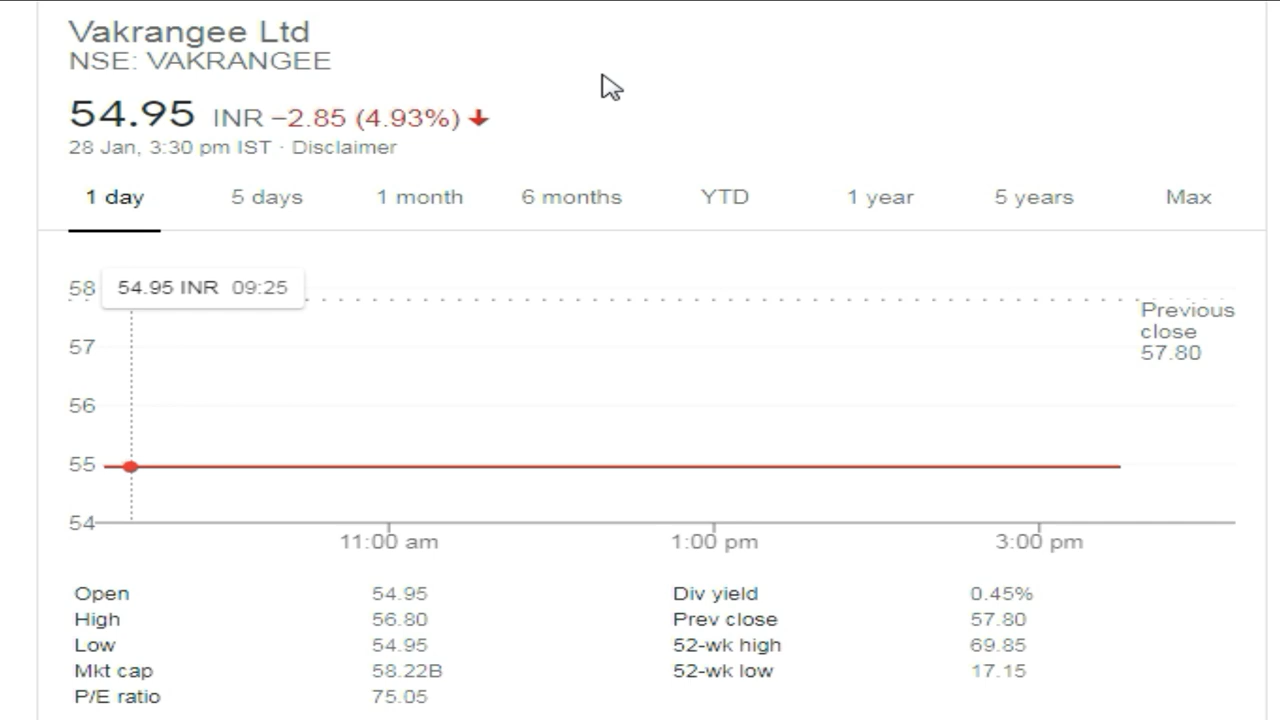 Vakrangee Ltd
NSE: VAKRANGEE
54.95 INR −2.85 (4.93%)
28 Jan, 3:30 pm IST · Disclaimer
1 day 5 days 1 month 6 months YTD 1 year 5 years Max
58 54.95 INR 09:25
Previous
close
57.80
57
56
55
54
11:00 am 1:00 pm 3:00 pm
Open 54.95 Div yield 0.45%
High 56.80 Prev close 57.80
Low 54.95 52-wk high 69.85
Mkt cap 58.22B 52-wk low 17.15
P/E ratio 75.05